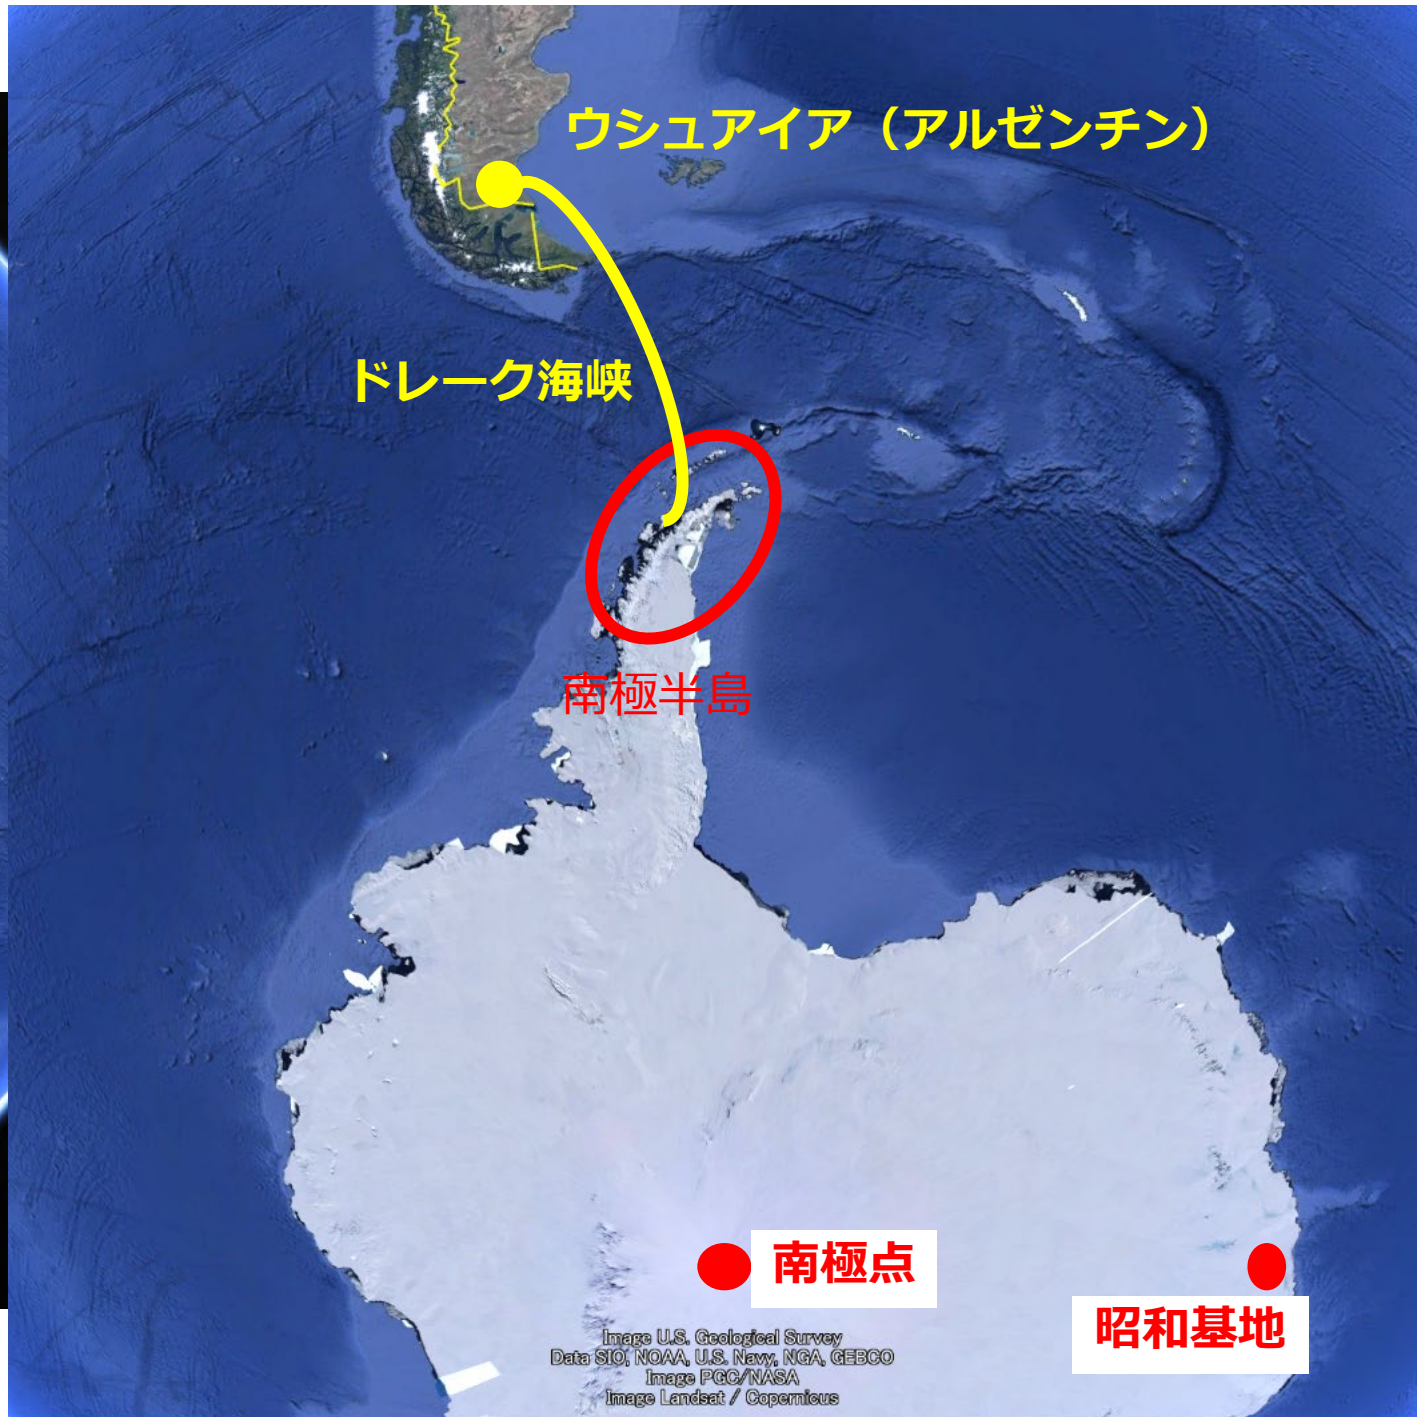 ウシュアイア（アルゼンチン）
ドレーク海峡
南極半島
南極点
昭和基地
Image U.S. Geological Survey
Data SIO, NOAA, U.S. Navy, NGA, GEBCO
Image PGC/NASA
Image Landsat / Copernicus